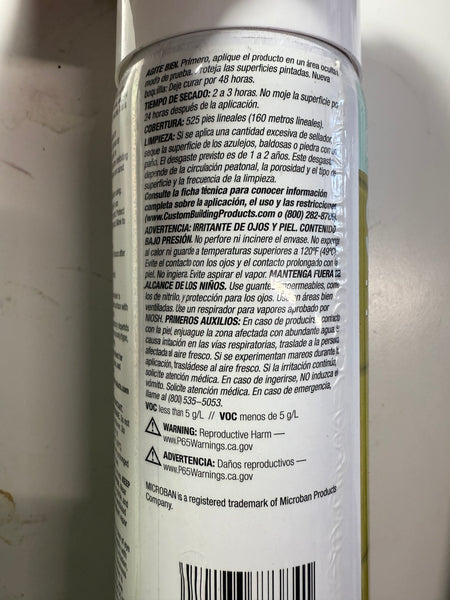 AGITE BIEN. Primero, aplique el producto en un área oculta a
modo de prueba. Proteja las superficies pintadas. Nueva
boquilla: Deje curar por 48 horas.
TIEMPO DE SECADO: 2 a 3 horas. No moje la superficie por
24 horas después de la aplicación.
COBERTURA: 525 pies lineales (160 metros lineales).
LIMPIEZA: Si se aplica una cantidad excesiva de sellador,
seque la superficie de los azulejos, baldosas o piedra con un
paño. El desgaste previsto es de 1 a 2 años. Este desgaste
depende de la circulación peatonal, la porosidad y el tipo de
superficie y la frecuencia de la limpieza.
Consulte la ficha técnica para conocer información
completa sobre la aplicación, el uso y las restricciones
(www.CustomBuildingProducts.com o (800) 282-8786
ADVERTENCIA: IRRITANTE DE OJOS Y PIEL. CONTENIDO
BAJO PRESIÓN. No perfore ni incinere el envase. No exponga
al calor ni guarde a temperaturas superiores a 120°F (49°C).
Evite el contacto con los ojos y el contacto prolongado con la
piel. No ingiera. Evite aspirar el vapor. MANTENGA FUERA DEL
ALCANCE DE LOS NIÑOS. Use guantes impermeables, como
los de nitrilo, y protección para los ojos. Use en áreas bien
ventiladas. Use un respirador para vapores aprobado por
NIOSH. PRIMEROS AUXILIOS: En caso de producirse contacto
con la piel, enjuague la zona afectada con abundante agua. Si
causa irritación en las vías respiratorias, traslade a la persona
afectada al aire fresco. Si se experimentan mareos durante la
aplicación, trasládese al aire fresco. Si la irritación continúa,
solicite atención médica. En caso de ingerirse, NO induzca el
vómito. Solicite atención médica. En caso de emergencia,
llame al (800) 535-5053.
VOC less than 5 g/L // VOC menos de 5 g/L
WARNING: Reproductive Harm —
www.P65Warnings.ca.gov
ADVERTENCIA: Daños reproductivos —
www.P65Warnings.ca.gov
MICROBAN is a registered trademark of Microban Products
Company.